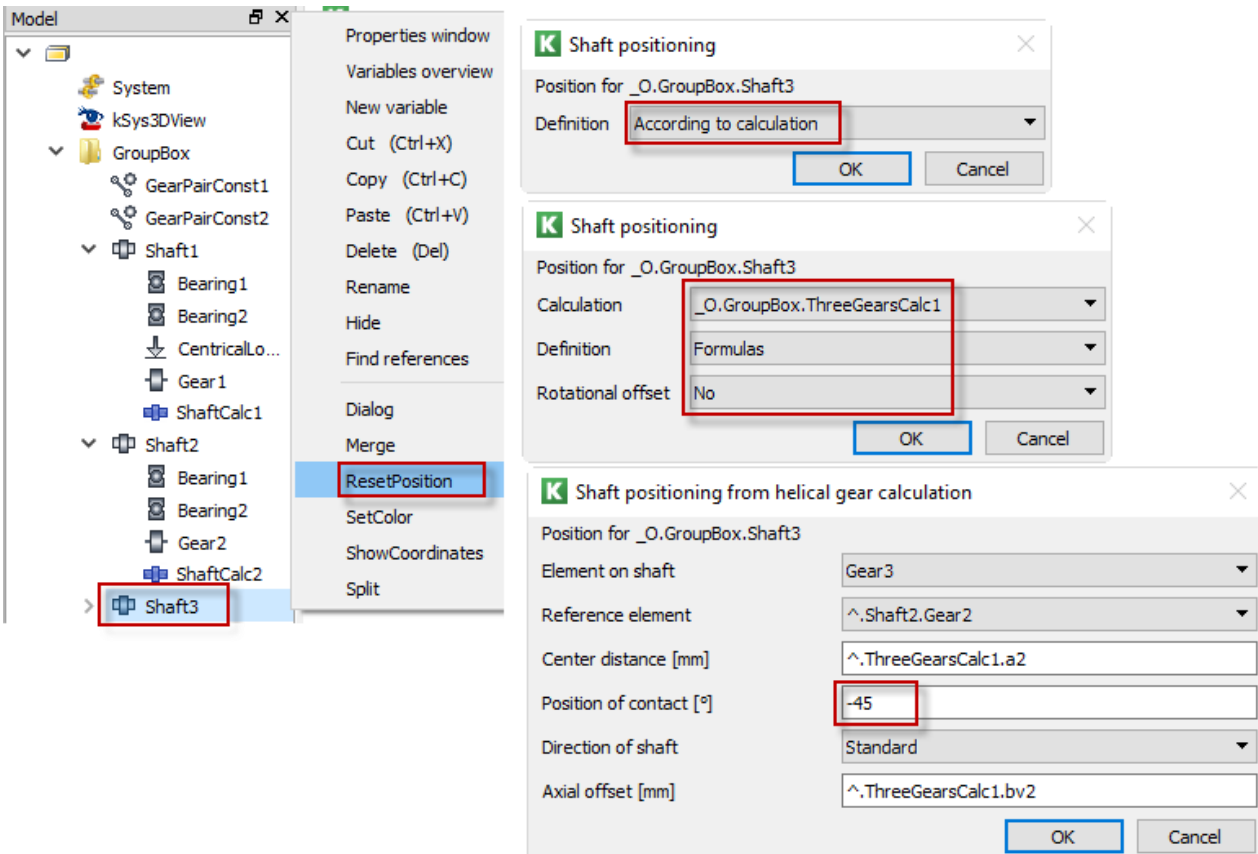 Model
System
kSys3DView
GroupBox
GearPairConst1
GearPairConst2
Shaft1
Bearing1
Bearing2
CentricalLo...
Gear1
ShaftCalc1
Shaft2
Bearing1
Bearing2
Gear2
ShaftCalc2
Shaft3
Properties window
Variables overview
New variable
Cut (Ctrl+X)
Copy (Ctrl+C)
Paste (Ctrl+V)
Delete (Del)
Rename
Hide
Find references
Dialog
Merge
ResetPosition
SetColor
ShowCoordinates
Split
K Shaft positioning
Position for _O.GroupBox.Shaft3
Definition According to calculation
OK Cancel
K Shaft positioning
Position for _O.GroupBox.Shaft3
Calculation _O.GroupBox.ThreeGearsCalc1
Definition Formulas
Rotational offset No
OK Cancel
K Shaft positioning from helical gear calculation
Position for _O.GroupBox.Shaft3
Element on shaft Gear3
Reference element ^.Shaft2.Gear2
Center distance [mm] ^.ThreeGearsCalc1.a2
Position of contact [°] -45
Direction of shaft Standard
Axial offset [mm] ^.ThreeGearsCalc1.bv2
OK Cancel